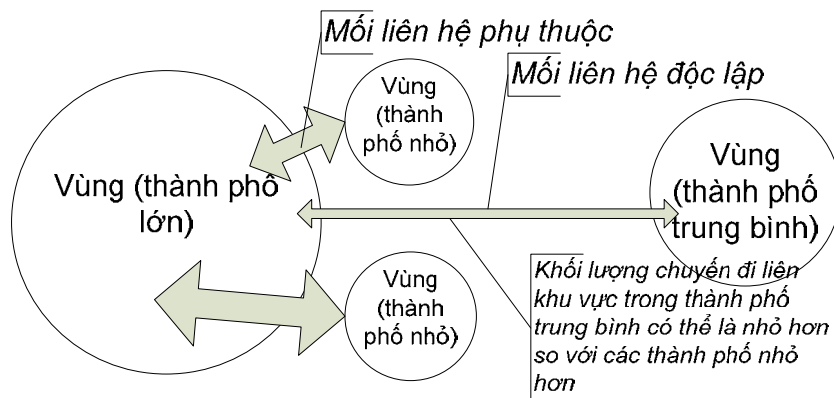 Mối liên hệ phụ thuộc
Mối liên hệ độc lập
Vùng
(thành
phố nhỏ)
Vùng (thành phố
lớn)
Vùng
(thành phố
trung bình)
Vùng
(thành
phố nhỏ)
Khối lượng chuyến đi liên
khu vực trong thành phố
trung bình có thể là nhỏ hơn
so với các thành phố nhỏ
hơn